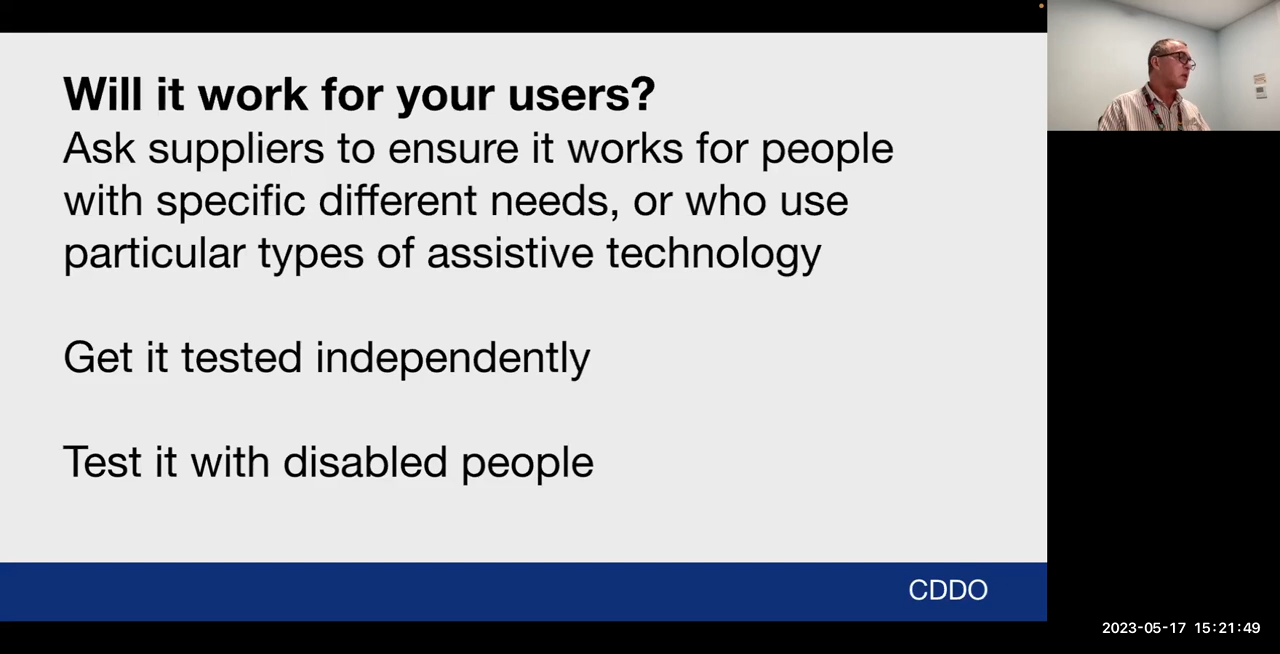 Will it work for your users?
Ask suppliers to ensure it works for people
with specific different needs, or who use
particular types of assistive technology
Get it tested independently
Test it with disabled people
CDDO
2023-05-17 15:21:49